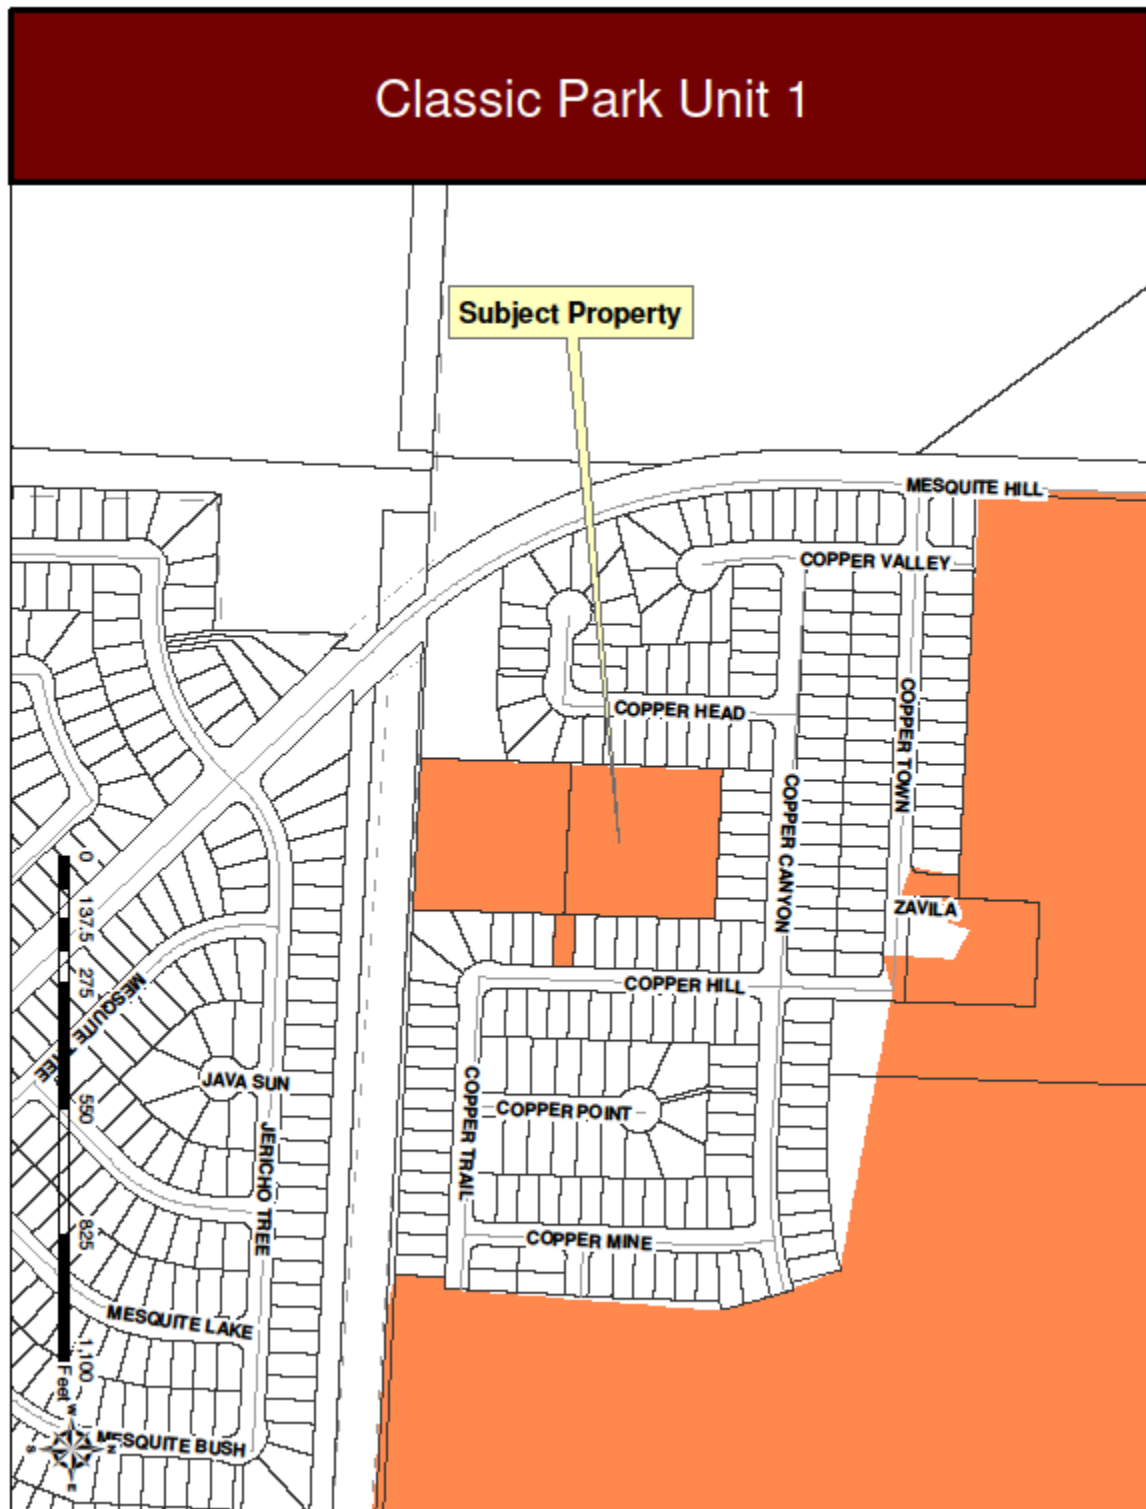 Classic Park Unit 1
Subject Property
MESQUITE HILL
COPPER VALLEY
COPPER TOWN
COPPER HEAD
COPPER CANYON
ZAVILA
COPPER HILL
COPPER TRAIL
COPPER POINT
COPPER MINE
MESQUITE TREE
JAVA SUN
JERICHO TREE
MESQUITE LAKE
MESQUITE BUSH
0
137.5
275
550
825
1,100
Feet
W
N
S
E